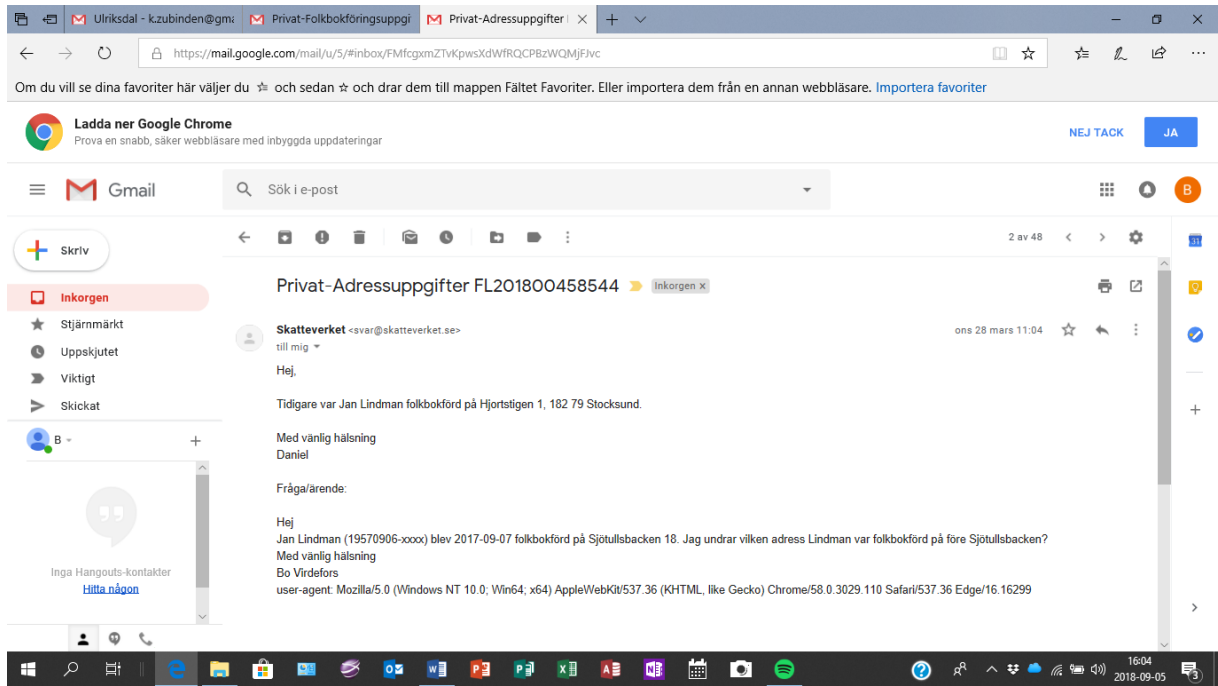 Ulriksdal - k.zubinden@gma
Privat-Folkbokföringsuppgi
Privat-Adressuppgifter
https://mail.google.com/mail/u/5/#inbox/FMfcgxmZTvKpwsXdWfRQCPBzWQMjFJvc
Om du vill se dina favoriter här väljer du och sedan och drar dem till mappen Fältet Favoriter. Eller importera dem från en annan webbläsare. Importera favoriter
Ladda ner Google Chrome
Prova en snabb, säker webbläsare med inbyggda uppdateringar
NEJ TACK
JA
Gmail
Sök i e-post
B
Skriv
2 av 48
31
Inkorgen
Stjärnmärkt
Uppskjutet
Viktigt
Skickat
B
Inga Hangouts-kontakter
Hitta någon
Privat-Adressuppgifter FL201800458544
Inkorgen x
Skatteverket <svar@skatteverket.se>
ons 28 mars 11:04
till mig
Hej,
Tidigare var Jan Lindman folkbokförd på Hjortstigen 1, 182 79 Stocksund.
Med vänlig hälsning
Daniel
Fråga/ärende:
Hej
Jan Lindman (19570906-xxxx) blev 2017-09-07 folkbokförd på Sjötullsbacken 18. Jag undrar vilken adress Lindman var folkbokförd på före Sjötullsbacken?
Med vänlig hälsning
Bo Virdefors
user-agent: Mozilla/5.0 (Windows NT 10.0; Win64; x64) AppleWebKit/537.36 (KHTML, like Gecko) Chrome/58.0.3029.110 Safari/537.36 Edge/16.16299
16:04
2018-09-05
3